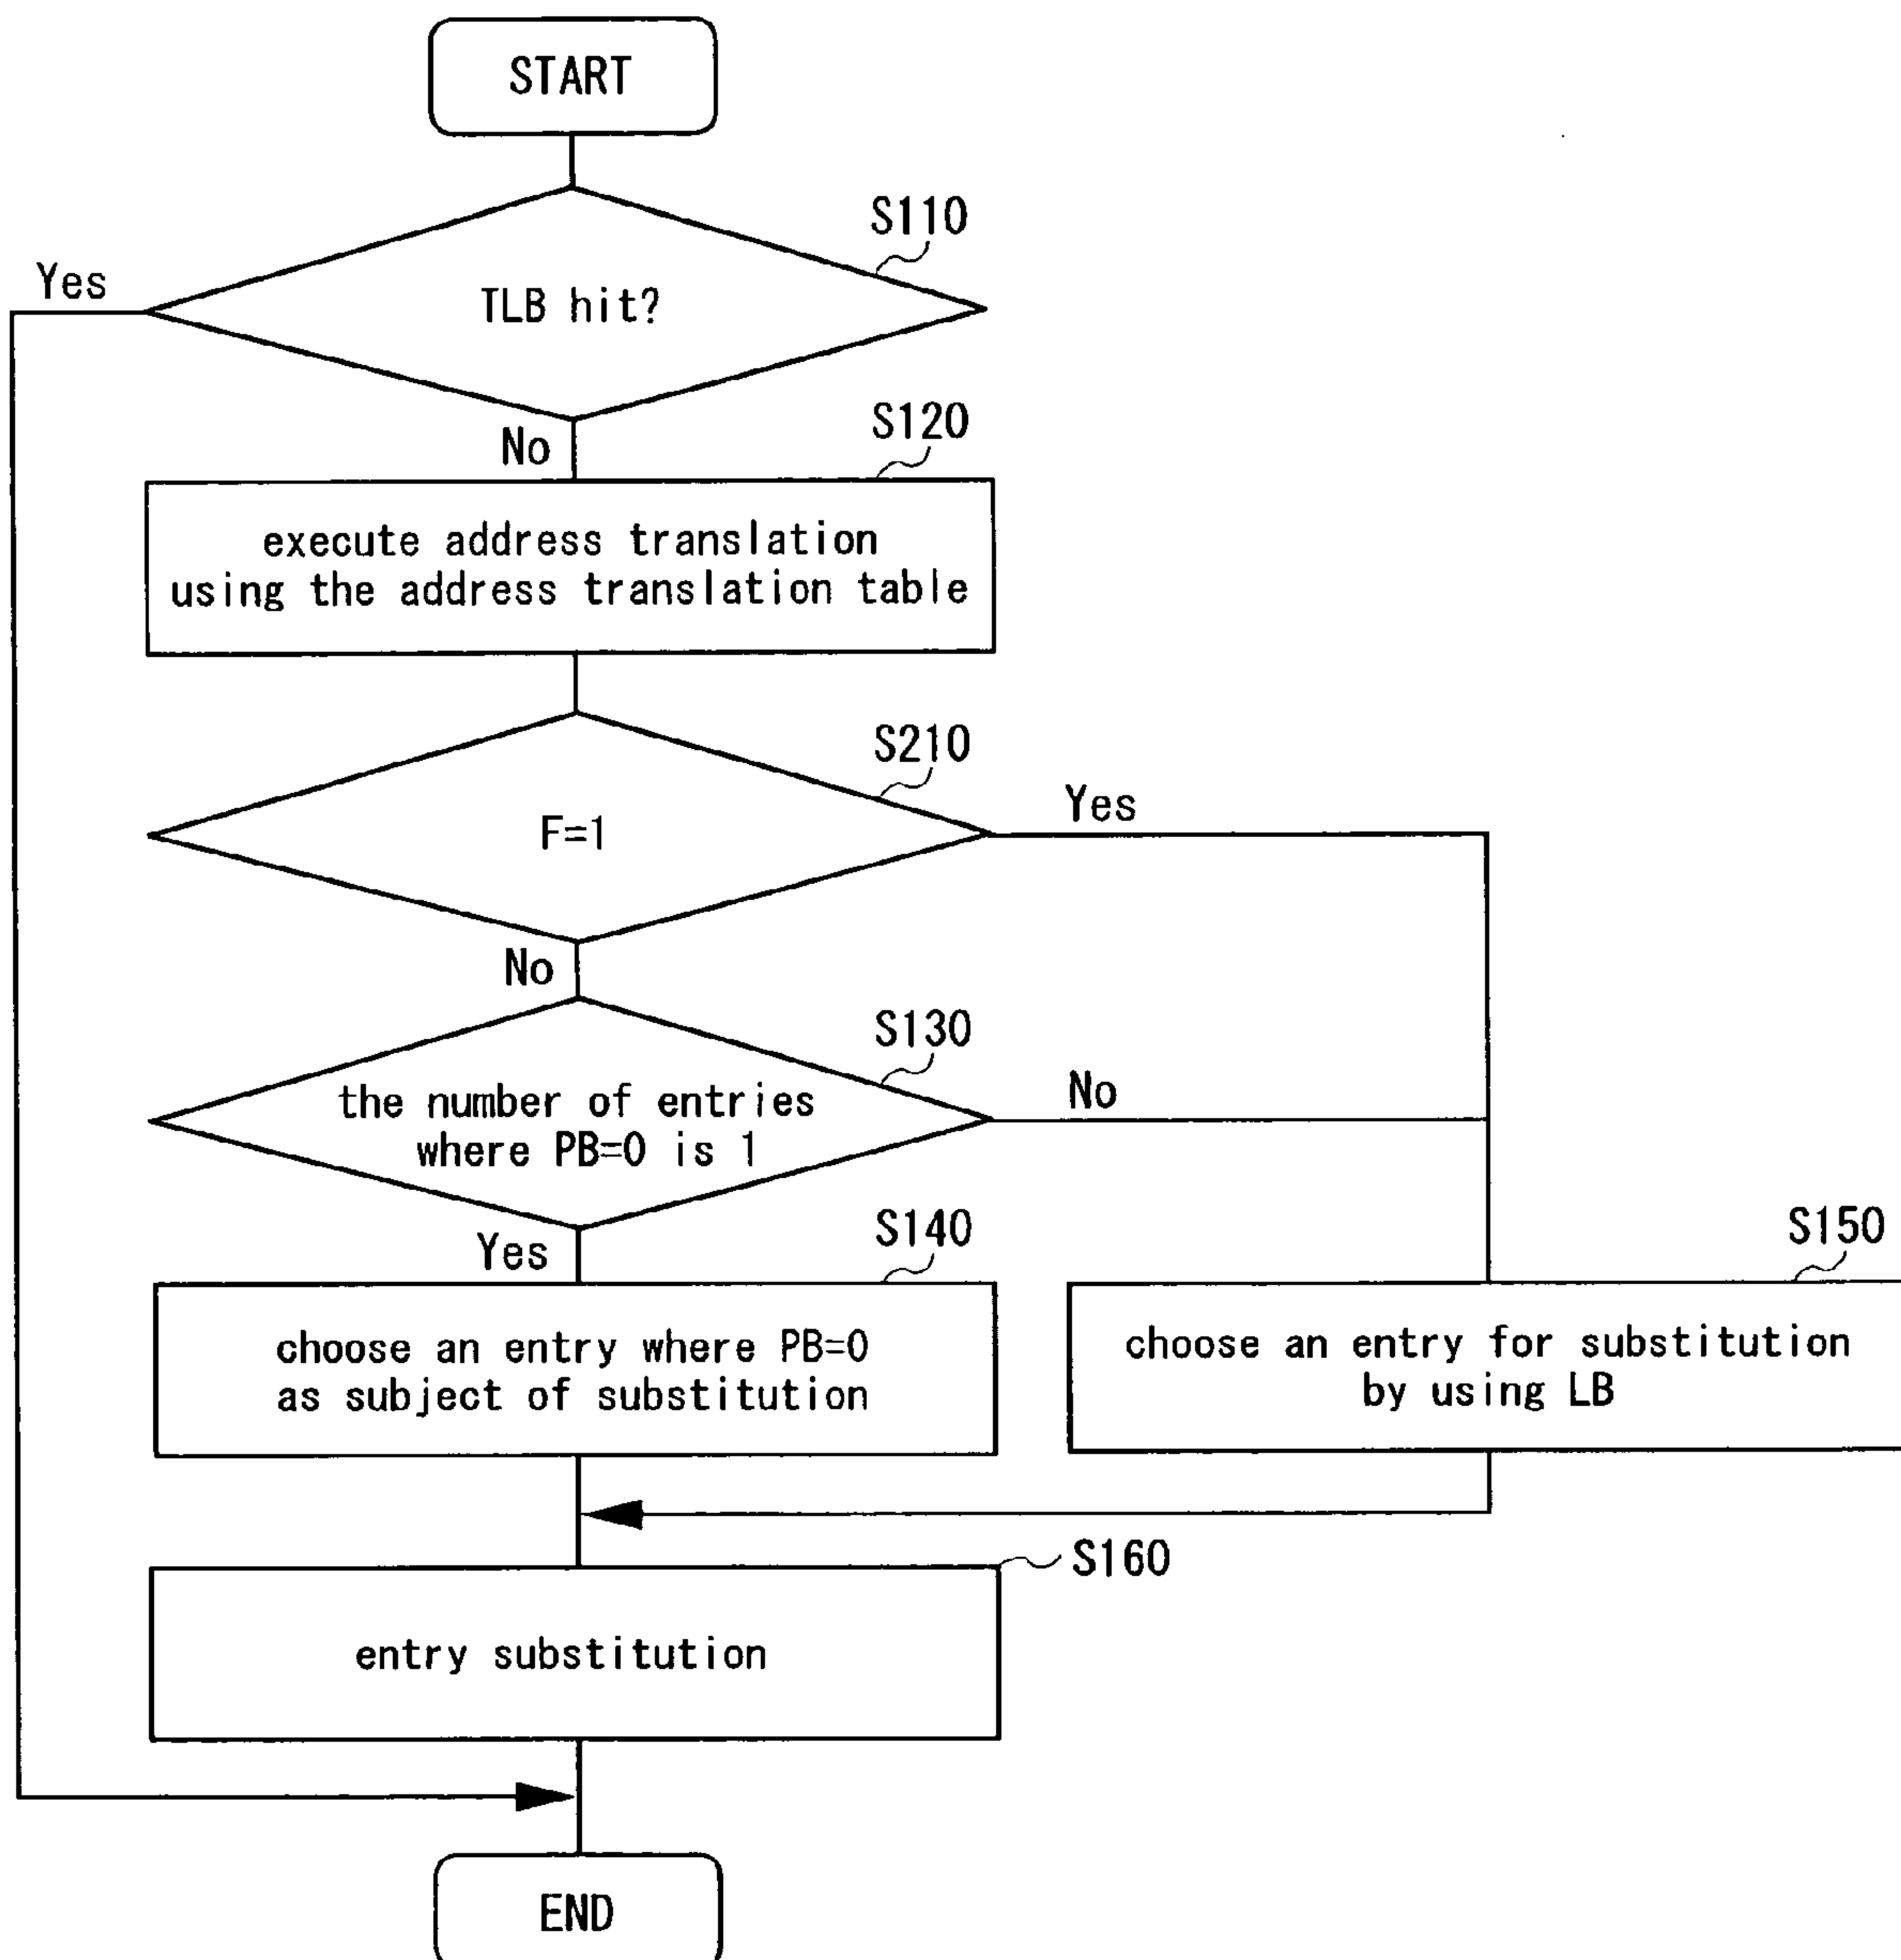 START
S110
Yes
TLB hit?
S120
No
execute address translation
using the address translation table
S210
Yes
F=1
No
S130
the number of entries
where PB=0 is 1
No
S140
S150
Yes
choose an entry where PB=0
as subject of substitution
choose an entry for substitution
by using LB
S160
entry substitution
END